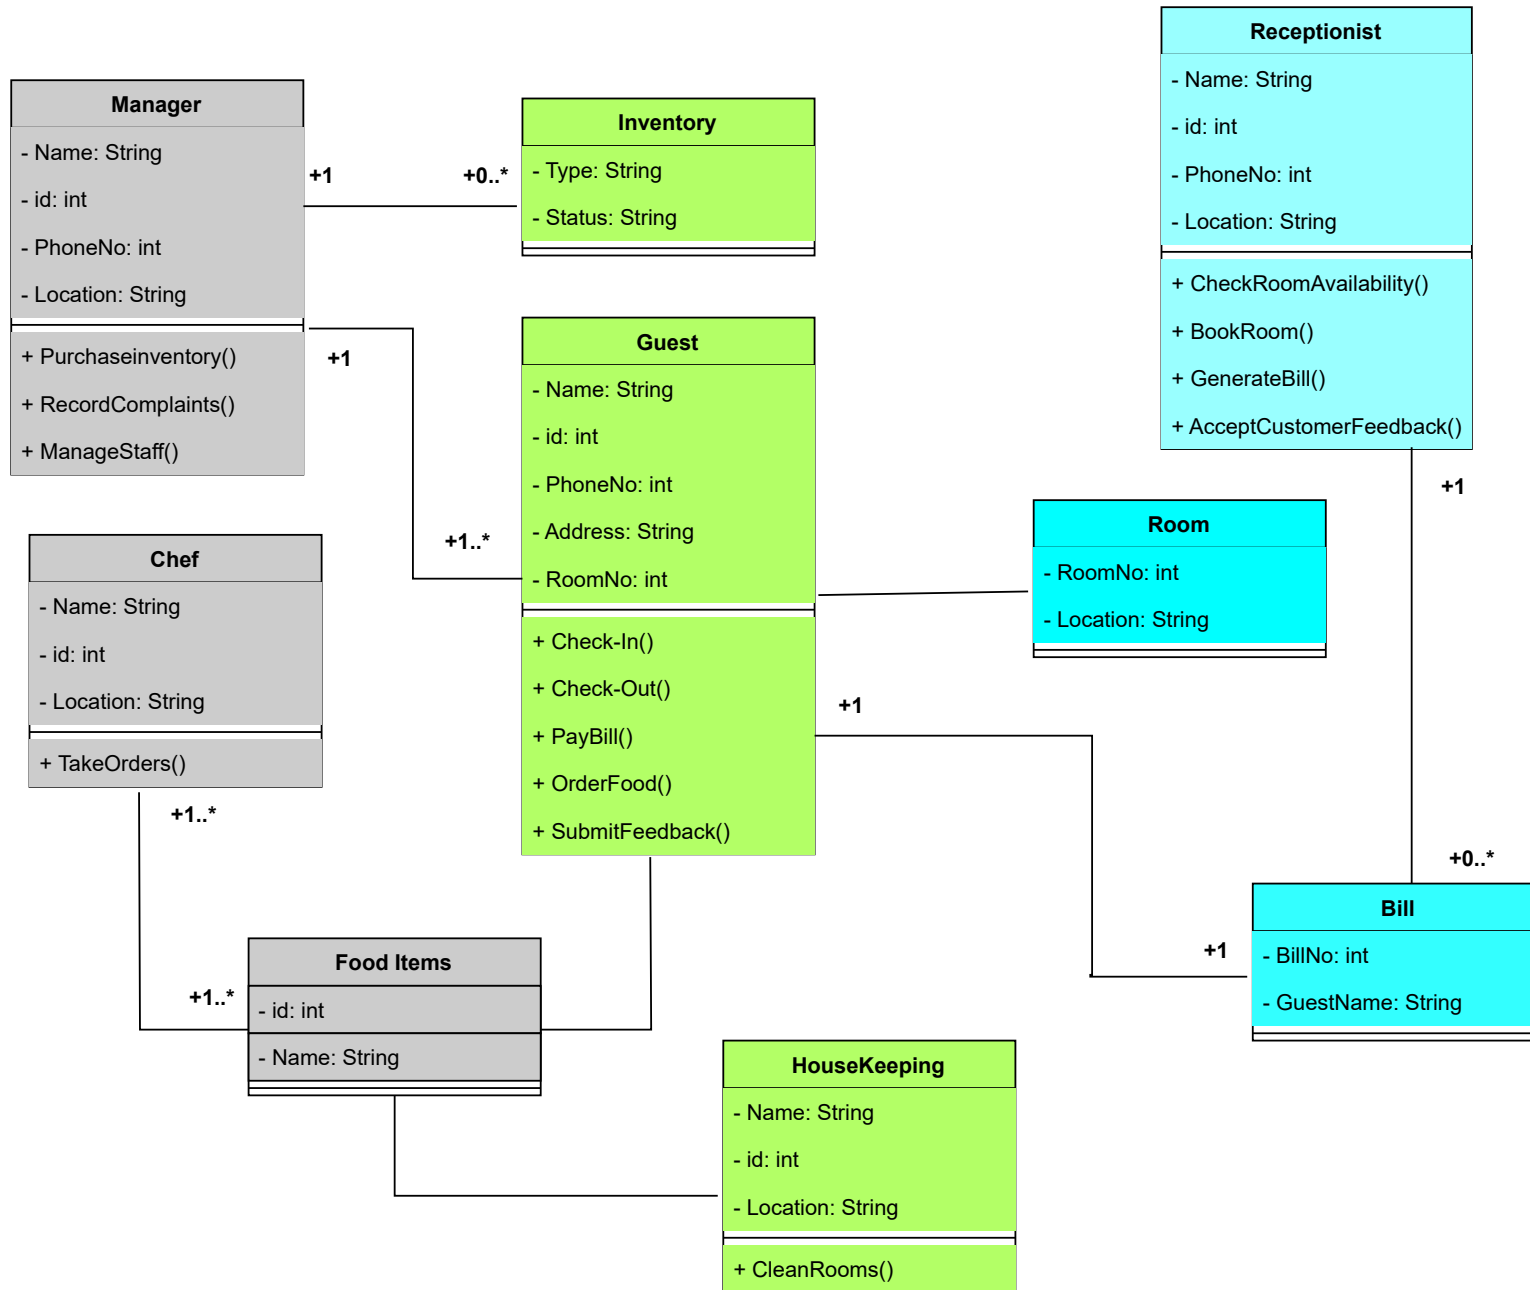 Manager
- Name: String
- id: int
- PhoneNo: int
- Location: String
+ Purchaseinventory()
+ RecordComplaints()
+ ManageStaff()
+1
+0..*
Inventory
- Type: String
- Status: String
+1
+1..*
Guest
- Name: String
- id: int
- PhoneNo: int
- Address: String
- RoomNo: int
+ Check-In()
+ Check-Out()
+ PayBill()
+ OrderFood()
+ SubmitFeedback()
Receptionist
- Name: String
- id: int
- PhoneNo: int
- Location: String
+ CheckRoomAvailability()
+ BookRoom()
+ GenerateBill()
+ AcceptCustomerFeedback()
+1
+0..*
Room
- RoomNo: int
- Location: String
Chef
- Name: String
- id: int
- Location: String
+ TakeOrders()
+1..*
+1..*
Food Items
- id: int
- Name: String
+1
+1
Bill
- BillNo: int
- GuestName: String
HouseKeeping
- Name: String
- id: int
- Location: String
+ CleanRooms()